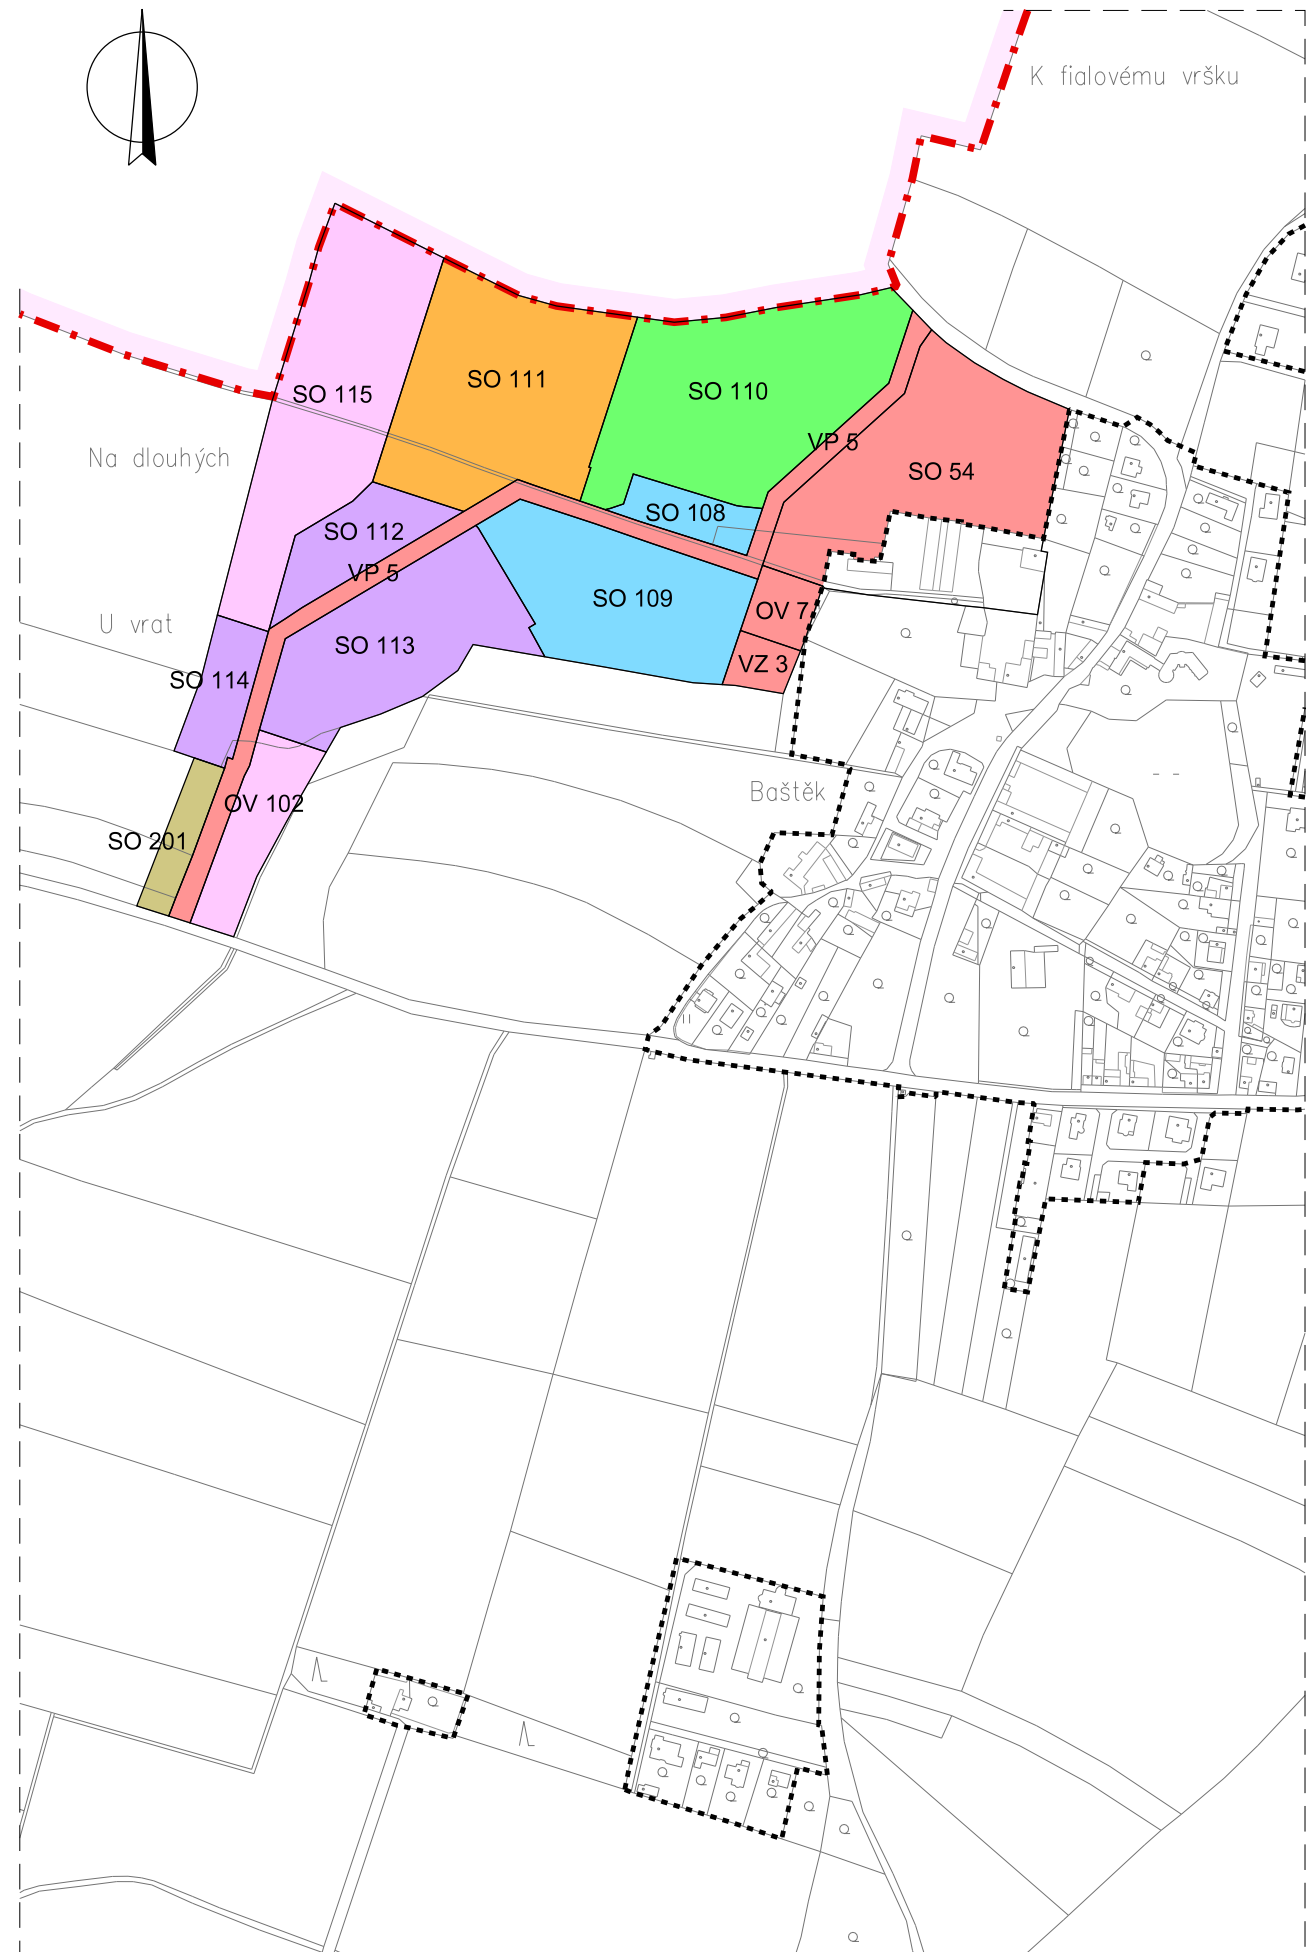 K fialovému vršku
SO 115
SO 111
SO 110
VP 5
SO 54
Na dlouhých
SO 112
SO 108
VP 5
SO 109
OV 7
U vrat
SO 113
VZ 3
SO 114
OV 102
Baštěk
SO 201